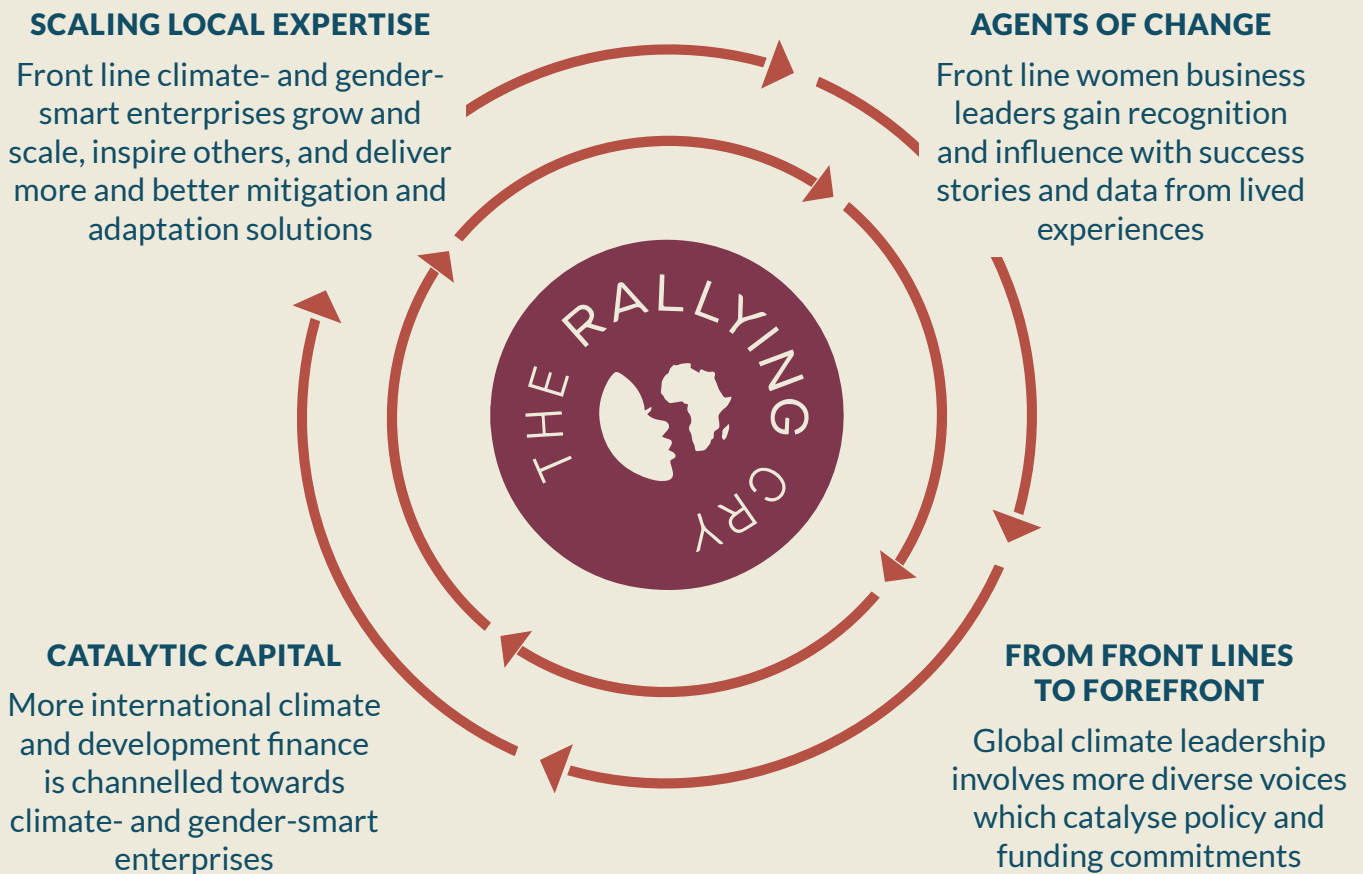 SCALING LOCAL EXPERTISE
Front line climate- and gender-
smart enterprises grow and
scale, inspire others, and deliver
more and better mitigation and
adaptation solutions
AGENTS OF CHANGE
Front line women business
leaders gain recognition
and influence with success
stories and data from lived
experiences
THE RALLYING CRY
CATALYTIC CAPITAL
More international climate
and development finance
is channelled towards
climate- and gender-smart
enterprises
FROM FRONT LINES
TO FOREFRONT
Global climate leadership
involves more diverse voices
which catalyse policy and
funding commitments